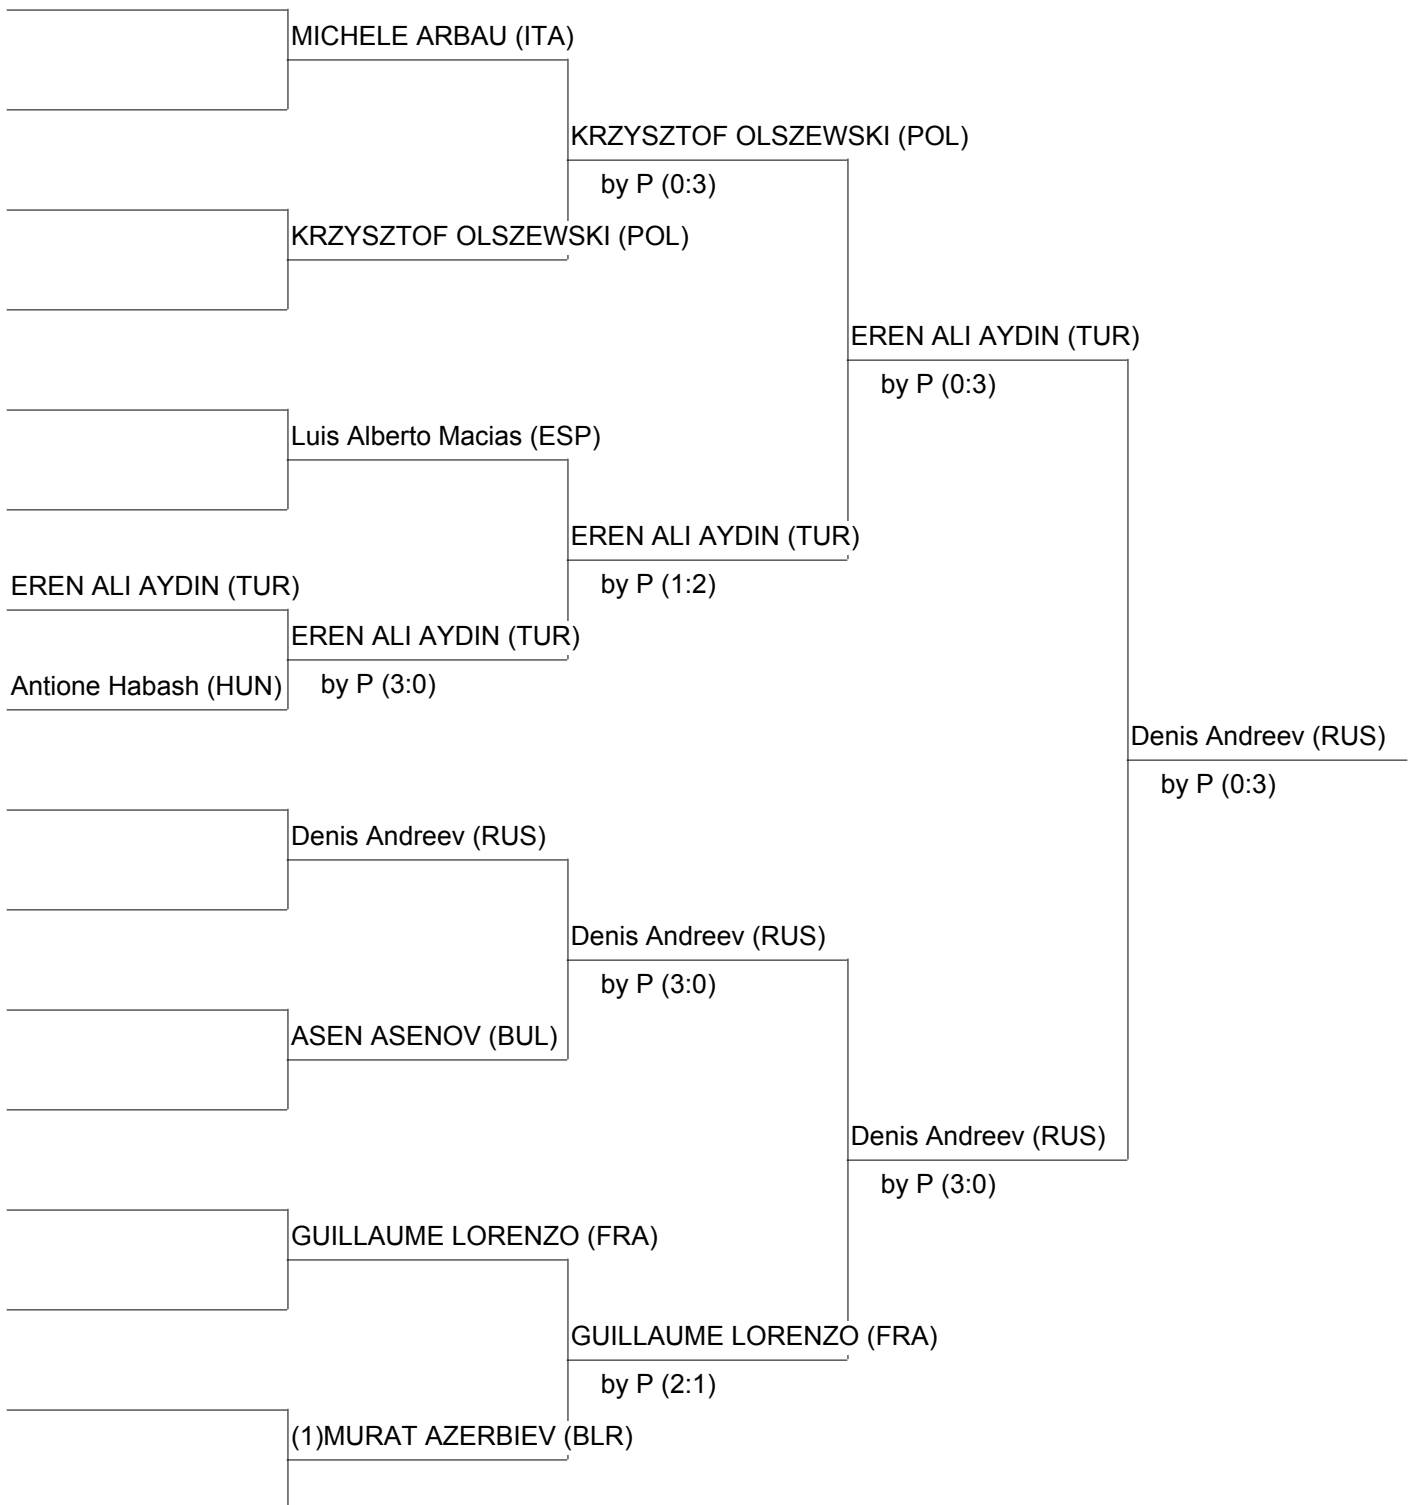 MICHELE ARBAU (ITA)
KRZYSZTOF OLSZEWSKI (POL)
by P (0:3)
KRZYSZTOF OLSZEWSKI (POL)
EREN ALI AYDIN (TUR)
by P (0:3)
Luis Alberto Macias (ESP)
EREN ALI AYDIN (TUR)
by P (1:2)
EREN ALI AYDIN (TUR)
EREN ALI AYDIN (TUR)
by P (3:0)
Antione Habash (HUN)
Denis Andreev (RUS)
by P (0:3)
Denis Andreev (RUS)
Denis Andreev (RUS)
by P (3:0)
ASEN ASENOV (BUL)
Denis Andreev (RUS)
by P (3:0)
GUILLAUME LORENZO (FRA)
GUILLAUME LORENZO (FRA)
by P (2:1)
(1)MURAT AZERBIEV (BLR)